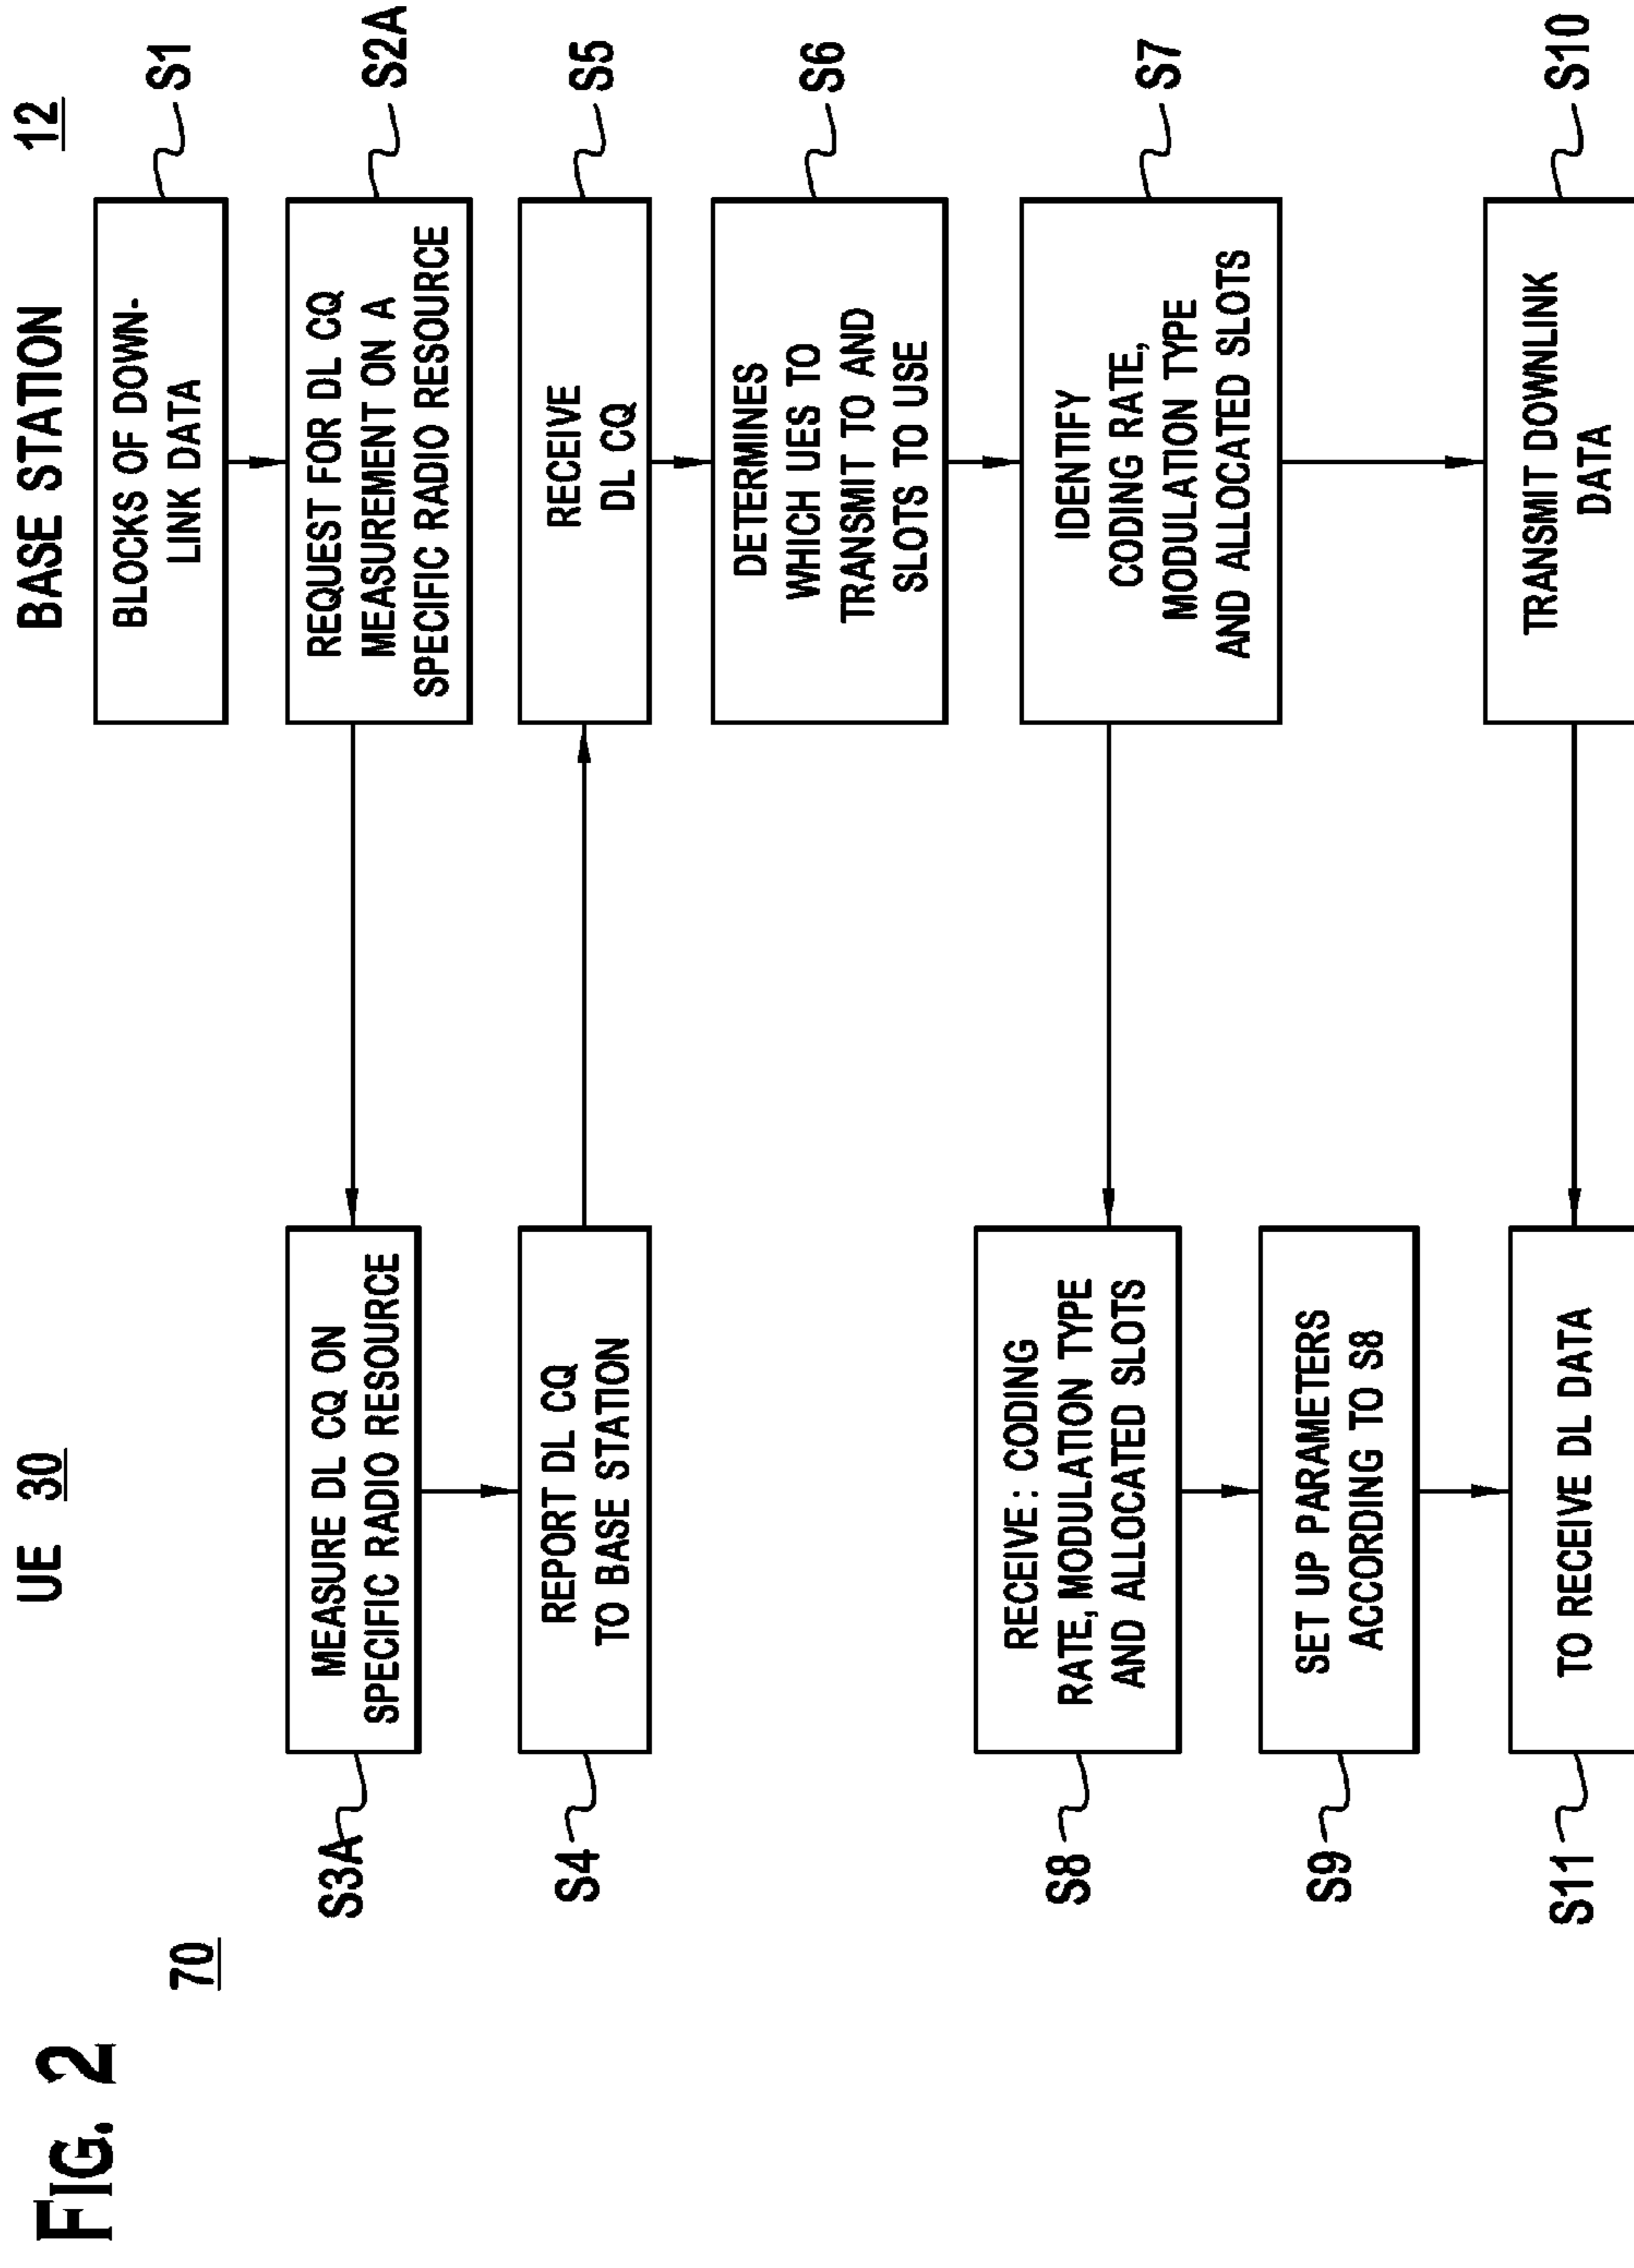 FIG. 2
70
UE 30
BASE STATION 12
BLOCKS OF DOWN-
LINK DATA
S1
REQUEST FOR DL CQ
MEASUREMENT ON A
SPECIFIC RADIO RESOURCE
S2A
S3A
MEASURE DL CQ ON
SPECIFIC RADIO RESOURCE
S4
REPORT DL CQ
TO BASE STATION
RECEIVE
DL CQ
S5
DETERMINES
WHICH UES TO
TRANSMIT TO AND
SLOTS TO USE
S6
IDENTIFY
CODING RATE,
MODULATION TYPE
AND ALLOCATED SLOTS
S7
S8
RECEIVE: CODING
RATE, MODULATION TYPE
AND ALLOCATED SLOTS
S9
SET UP PARAMETERS
ACCORDING TO S8
TRANSMIT DOWNLINK
DATA
S10
S11
TO RECEIVE DL DATA